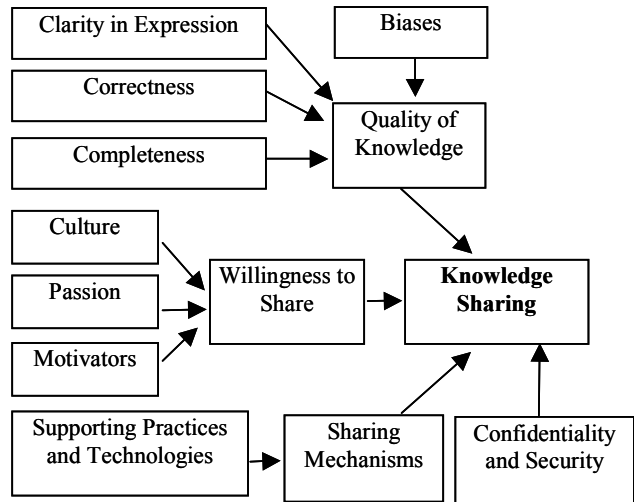 Clarity in Expression
Biases
Correctness
Quality of
Knowledge
Completeness
Culture
Willingness to
Share
Knowledge
Sharing
Passion
Motivators
Supporting Practices
and Technologies
Sharing
Mechanisms
Confidentiality
and Security